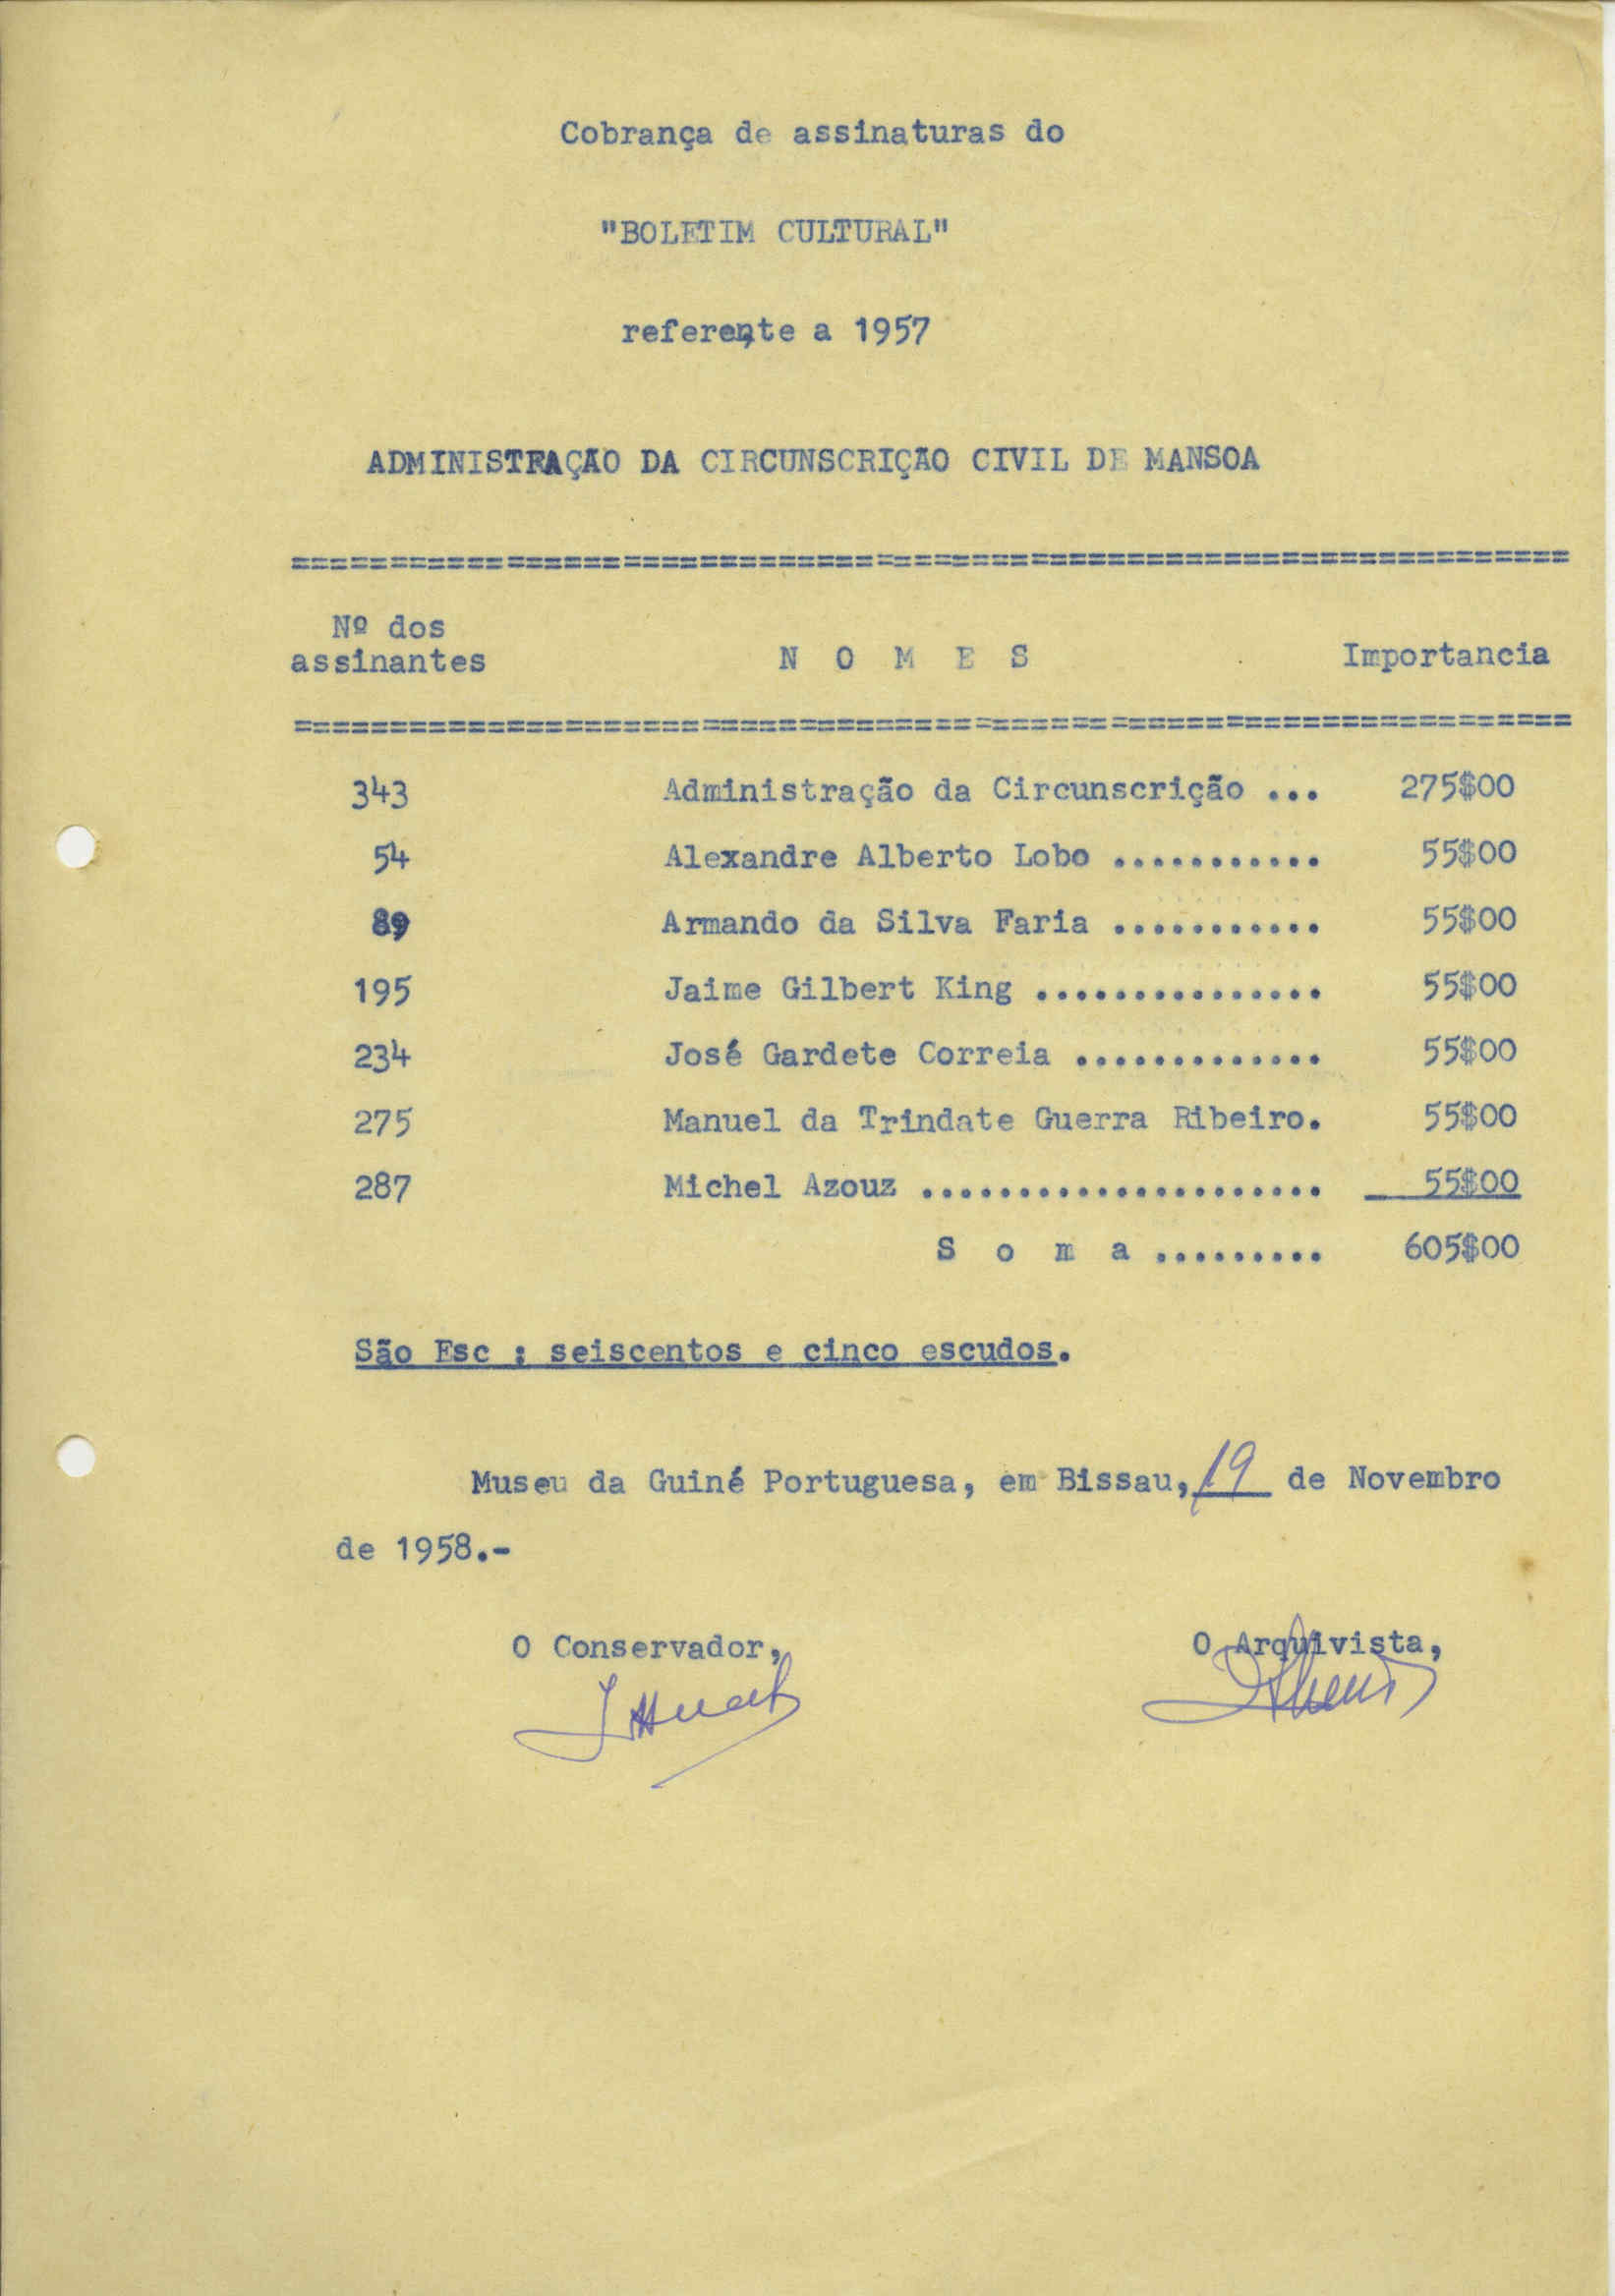 Cobrança de assinaturas do
"BOLETIM CULTURAL"
referente a 1957
ADMINISTRAÇÃO DA CIRCUNSCRIÇÃO CIVIL DE MANSOA
==================================================================
Nº dos
assinantes N O M E S Importancia
==================================================================
343 Administração da Circunscrição ... 275$00
54 Alexandre Alberto Lobo ........... 55$00
89 Armando da Silva Faria ........... 55$00
195 Jaime Gilbert King ............... 55$00
234 José Gardete Correia ............. 55$00
275 Manuel da Trindate Guerra Ribeiro. 55$00
287 Michel Azouz ..................... 55$00
S o m a ......... 605$00
São Esc : seiscentos e cinco escudos.
Museu da Guiné Portuguesa, em Bissau, 19 de Novembro
de 1958.-
O Conservador, O Arquivista,